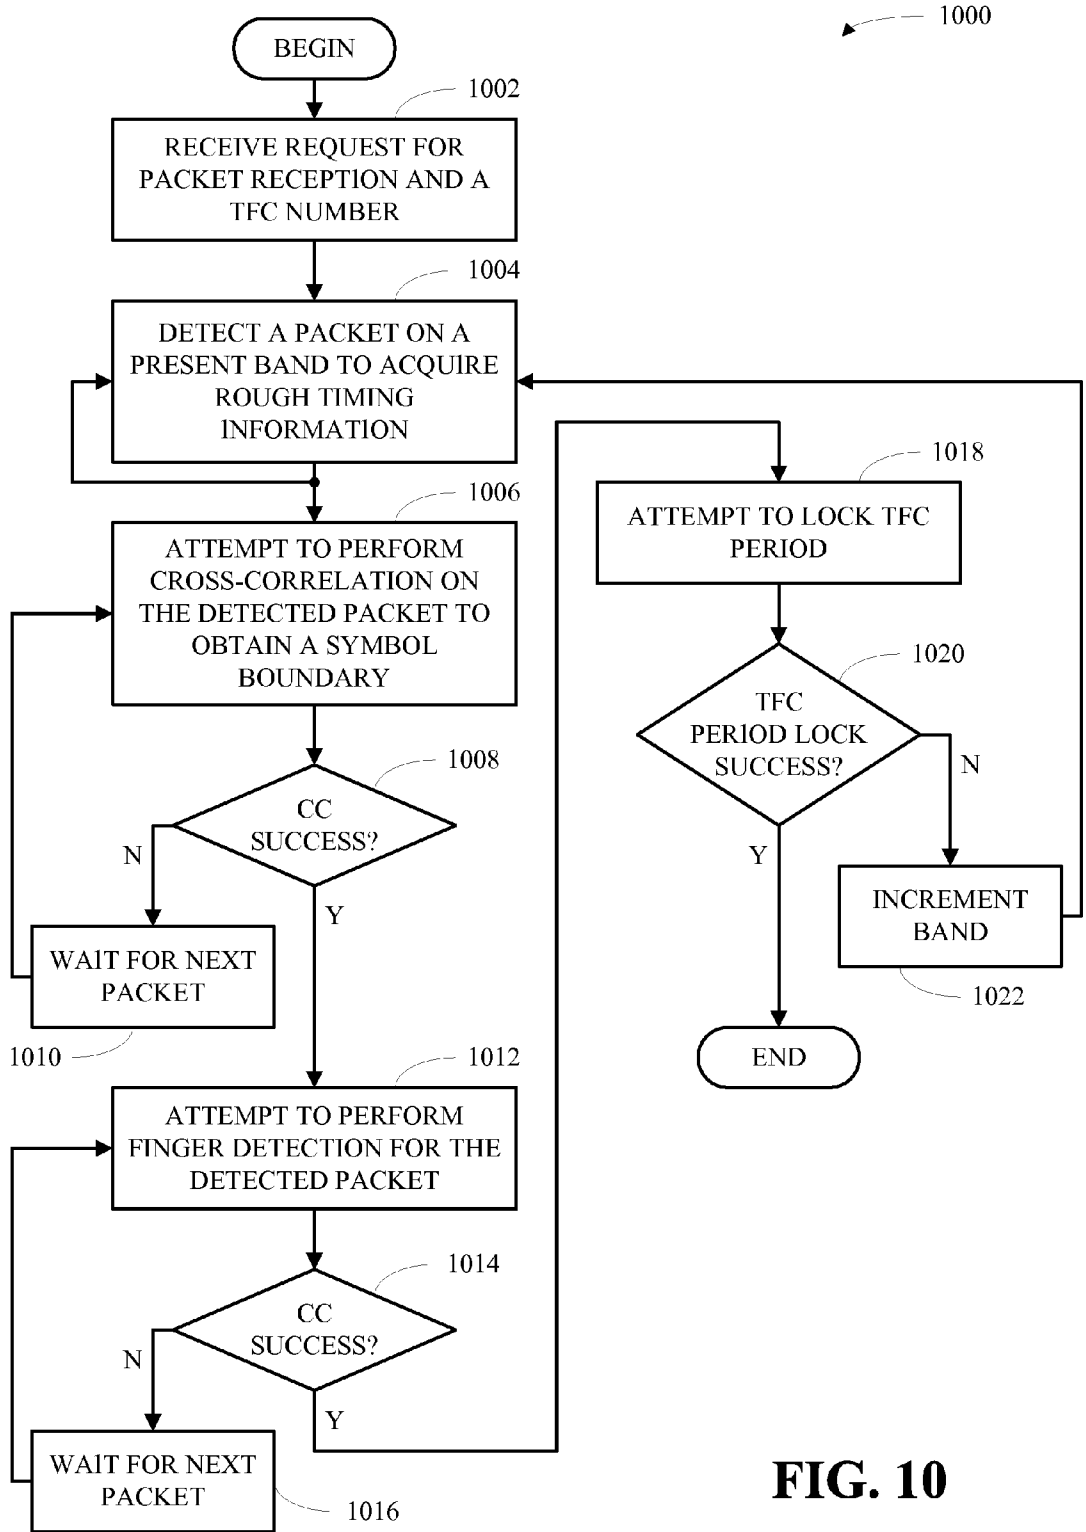 1000
BEGIN
1002
RECEIVE REQUEST FOR
PACKET RECEPTION AND A
TFC NUMBER
1004
DETECT A PACKET ON A
PRESENT BAND TO ACQUIRE
ROUGH TIMING
INFORMATION
1006
ATTEMPT TO PERFORM
CROSS-CORRELATION ON
THE DETECTED PACKET TO
OBTAIN A SYMBOL
BOUNDARY
1008
CC
SUCCESS?
N
Y
WAIT FOR NEXT
PACKET
1010
1012
ATTEMPT TO PERFORM
FINGER DETECTION FOR THE
DETECTED PACKET
1014
CC
SUCCESS?
N
Y
WAIT FOR NEXT
PACKET
1016
1018
ATTEMPT TO LOCK TFC
PERIOD
1020
TFC
PERIOD LOCK
SUCCESS?
N
Y
INCREMENT
BAND
1022
END
FIG. 10